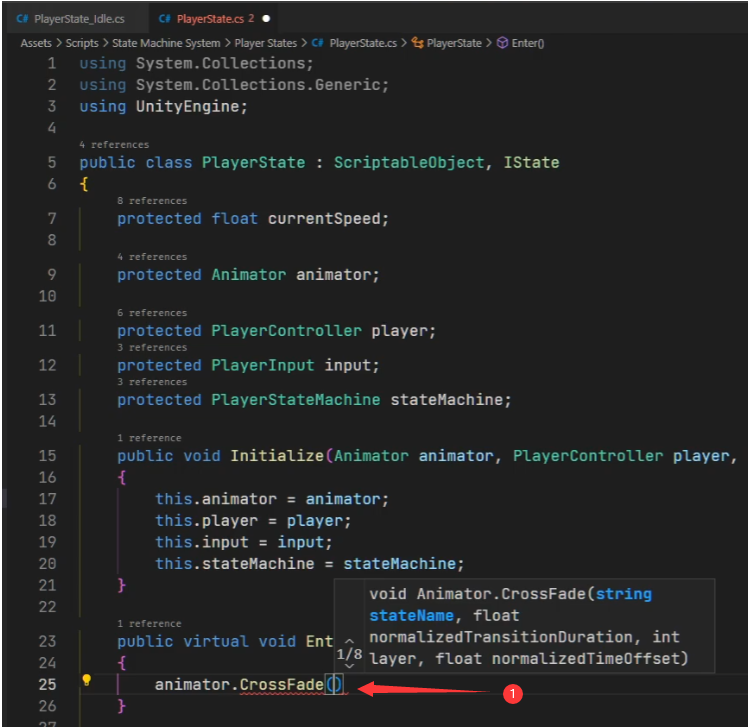 C# PlayerState_Idle.cs C# PlayerState.cs 2
Assets > Scripts > State Machine System > Player States > C# PlayerState.cs > PlayerState > Enter()
1 using System.Collections;
2 using System.Collections.Generic;
3 using UnityEngine;
4
4 references
5 public class PlayerState : ScriptableObject, IState
6 {
8 references
7 protected float currentSpeed;
8
4 references
9 protected Animator animator;
10
6 references
11 protected PlayerController player;
3 references
12 protected PlayerInput input;
3 references
13 protected PlayerStateMachine stateMachine;
14
1 reference
15 public void Initialize(Animator animator, PlayerController player,
16 {
17 this.animator = animator;
18 this.player = player;
19 this.input = input;
20 this.stateMachine = stateMachine;
21 }
22
1 reference
23 public virtual void Ent
24 {
25 animator.CrossFade()
26 }
27
void Animator.CrossFade(string
stateName, float
normalizedTransitionDuration, int
1/8 layer, float normalizedTimeOffset)
1